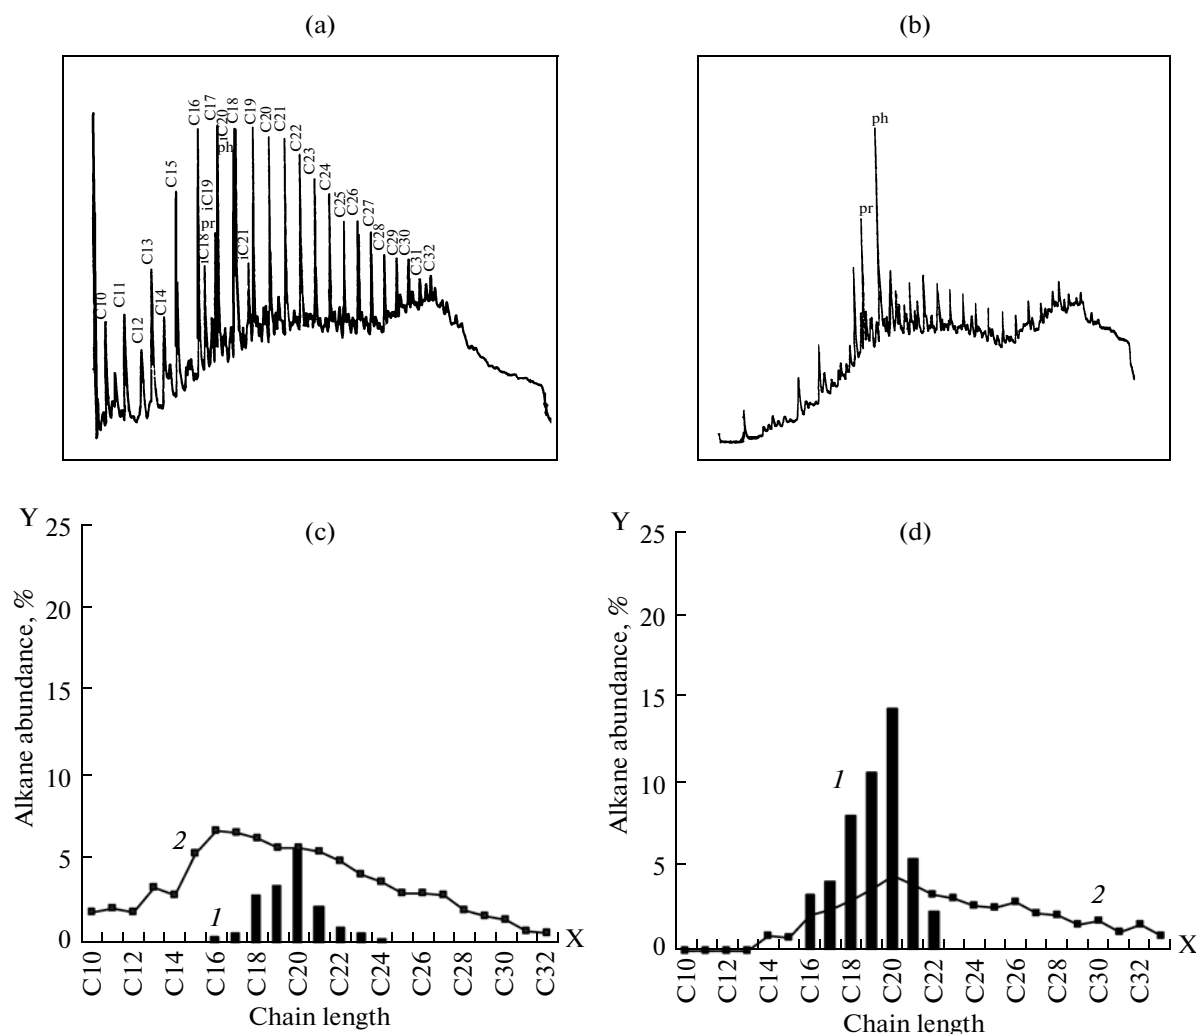 (a)
C10
C11
C12
C13
C14
C15
C16
iC18
C17
iC19
pr
iC20
ph
C18
iC21
C19
C20
C21
C22
C23
C24
C25
C26
C27
C28
C29
C30
C31
C32
(b)
pr
ph
(c)
Y
25
20
15
10
5
0
Alkane abundance, %
2
1
X
C10
C12
C14
C16
C18
C20
C22
C24
C26
C28
C30
C32
Chain length
(d)
Y
25
20
15
10
5
0
Alkane abundance, %
1
2
X
C10
C12
C14
C16
C18
C20
C22
C24
C26
C28
C30
C32
Chain length